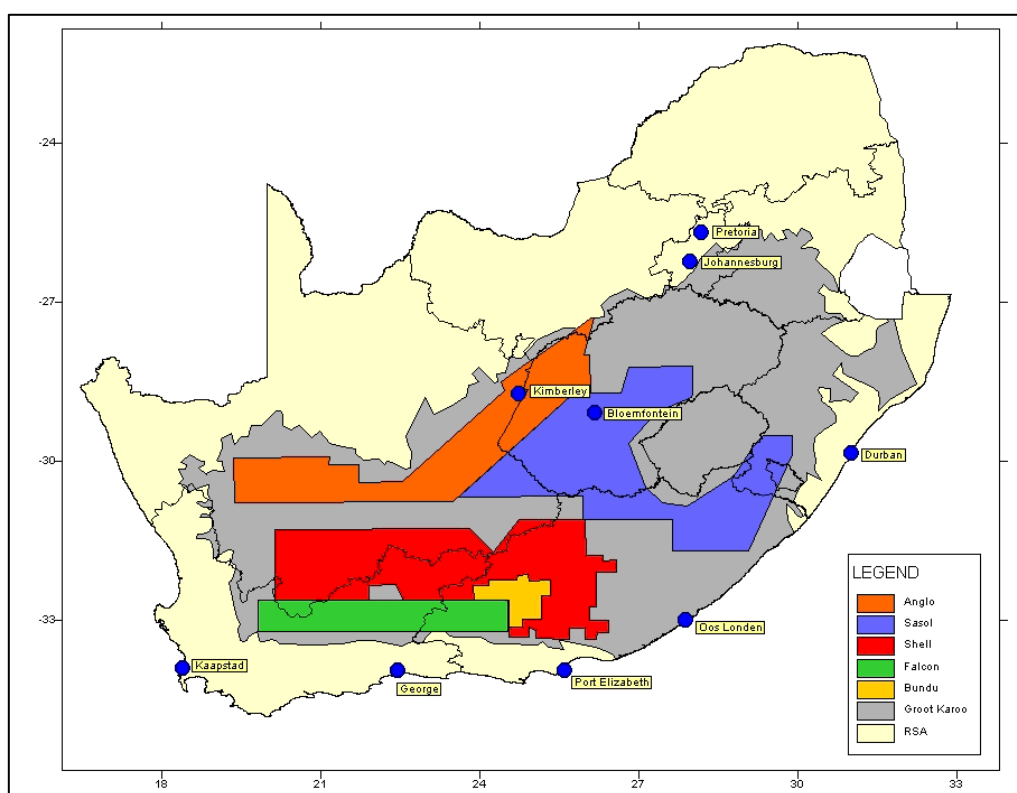 -24
-27
-30
-33
Pretoria
Johannesburg
Kimberley
Bloemfontein
Durban
Oos Londen
Kaapstad
George
Port Elizabeth
LEGEND
Anglo
Sasol
Shell
Falcon
Bundu
Groot Karoo
RSA
18
21
24
27
30
33